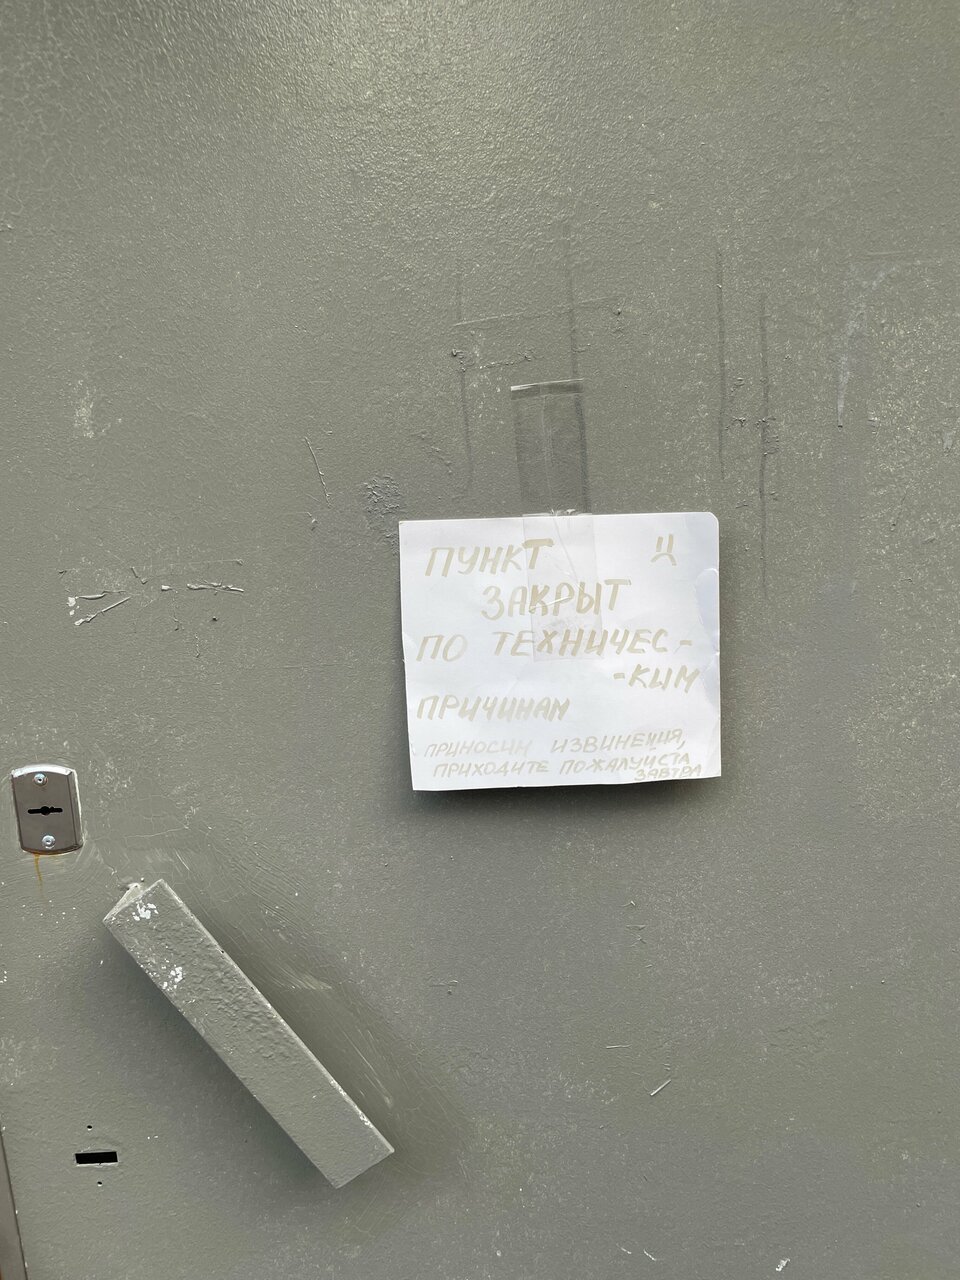 ПУНКТ :(
ЗАКРЫТ
ПО ТЕХНИЧЕС-
-КИМ
ПРИЧИНАМ
ПРИНОСИМ ИЗВИНЕНИЯ,
ПРИХОДИТЕ ПОЖАЛУЙСТА
ЗАВТРА